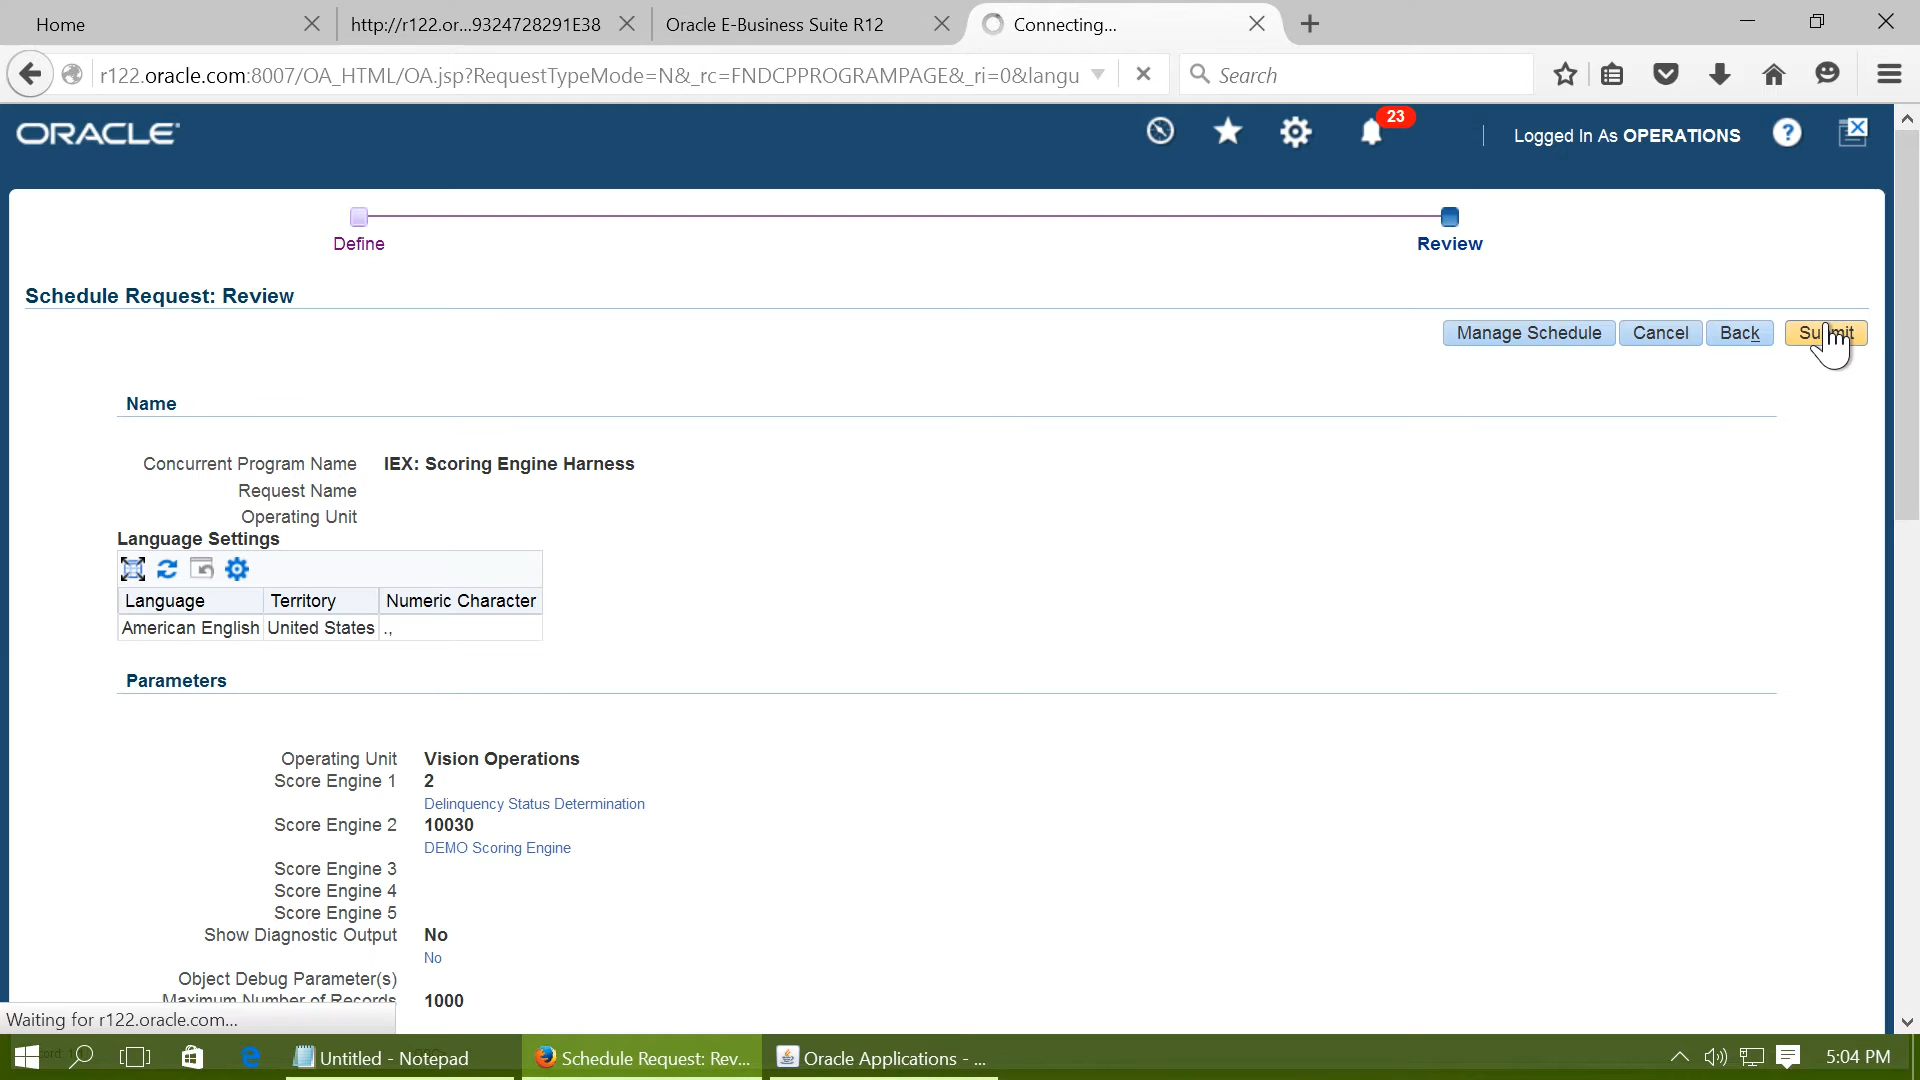 Home
http://r122.or...9324728291E38
Oracle E-Business Suite R12
Connecting...
r122.oracle.com:8007/OA_HTML/OA.jsp?RequestTypeMode=N&_rc=FNDCPPROGRAMPAGE&_ri=0&langu
Search
ORACLE
23
Logged In As OPERATIONS
Define
Review
Schedule Request: Review
Manage Schedule
Cancel
Back
Submit
Name
Concurrent Program Name IEX: Scoring Engine Harness
Request Name
Operating Unit
Language Settings
Language Territory Numeric Character
American English United States .,
Parameters
Operating Unit Vision Operations
Score Engine 1 2
Delinquency Status Determination
Score Engine 2 10030
DEMO Scoring Engine
Score Engine 3
Score Engine 4
Score Engine 5
Show Diagnostic Output No
No
Object Debug Parameter(s)
Maximum Number of Records 1000
Waiting for r122.oracle.com...
Untitled - Notepad
Schedule Request: Rev...
Oracle Applications - ...
5:04 PM